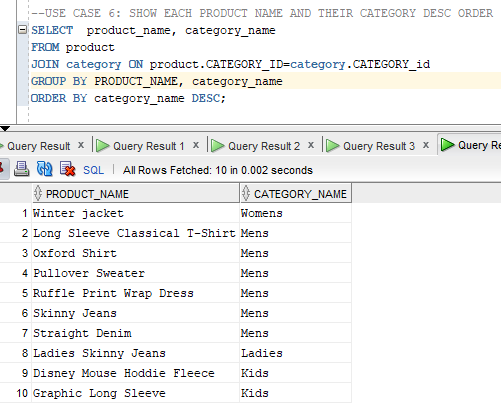 --USE CASE 6: SHOW EACH PRODUCT NAME AND THEIR CATEGORY DESC ORDER
SELECT  product_name, category_name
FROM product
JOIN category ON product.CATEGORY_ID=category.CATEGORY_id
GROUP BY PRODUCT_NAME, category_name
ORDER BY category_name DESC;
Query Result x Query Result 1 x Query Result 2 x Query Result 3 x Query Re
SQL | All Rows Fetched: 10 in 0.002 seconds
PRODUCT_NAME CATEGORY_NAME
1 Winter jacket Womens
2 Long Sleeve Classical T-Shirt Mens
3 Oxford Shirt Mens
4 Pullover Sweater Mens
5 Ruffle Print Wrap Dress Mens
6 Skinny Jeans Mens
7 Straight Denim Mens
8 Ladies Skinny Jeans Ladies
9 Disney Mouse Hoddie Fleece Kids
10 Graphic Long Sleeve Kids